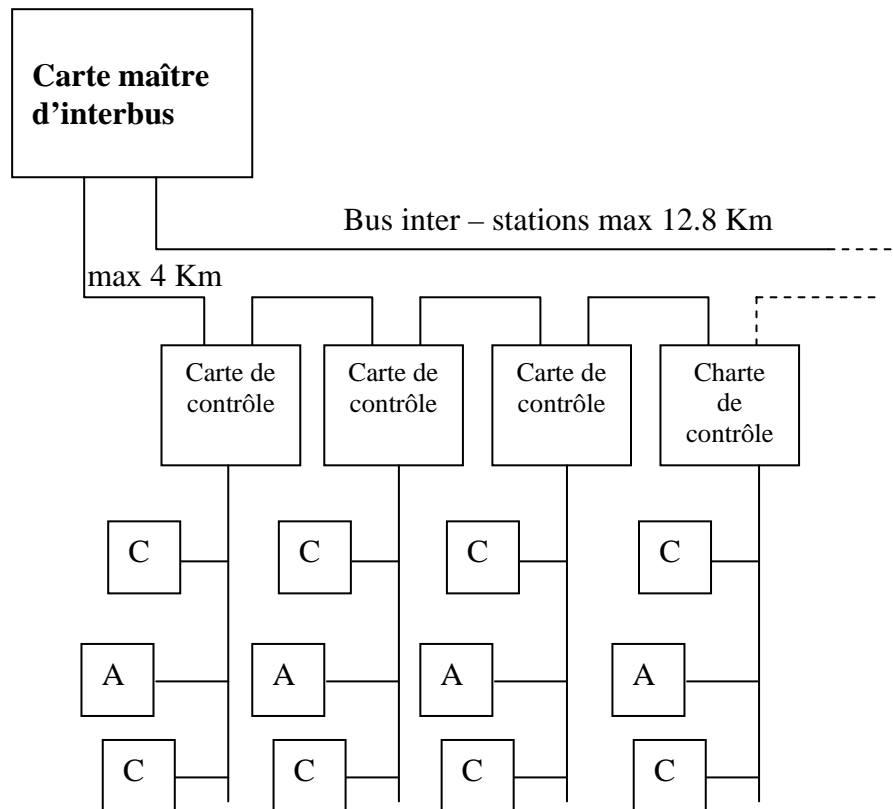 Carte maître
d'interbus
Bus inter – stations max 12.8 Km
max 4 Km
Carte de
contrôle
Carte de
contrôle
Carte de
contrôle
Charte
de
contrôle
C
C
C
C
A
A
A
A
C
C
C
C